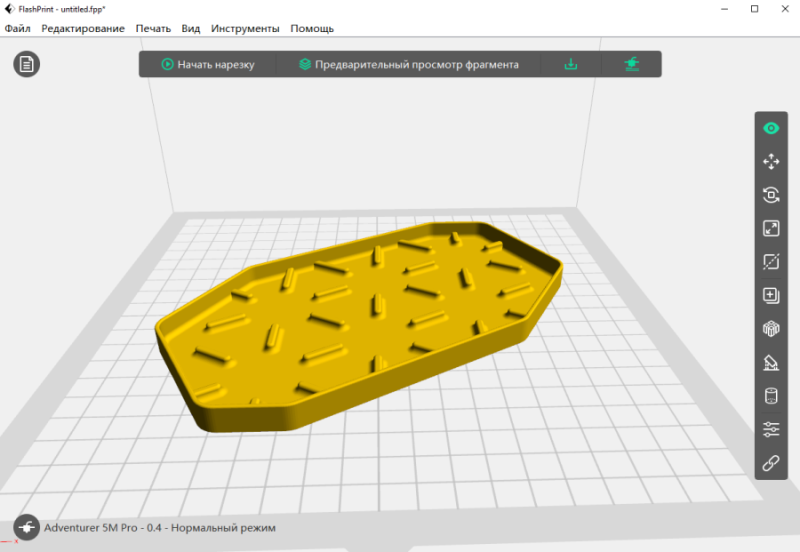 FlashPrint - untitled.fpp*
Файл Редактирование Печать Вид Инструменты Помощь
Начать нарезку Предварительный просмотр фрагмента
Adventurer 5M Pro - 0.4 - Нормальный режим
x